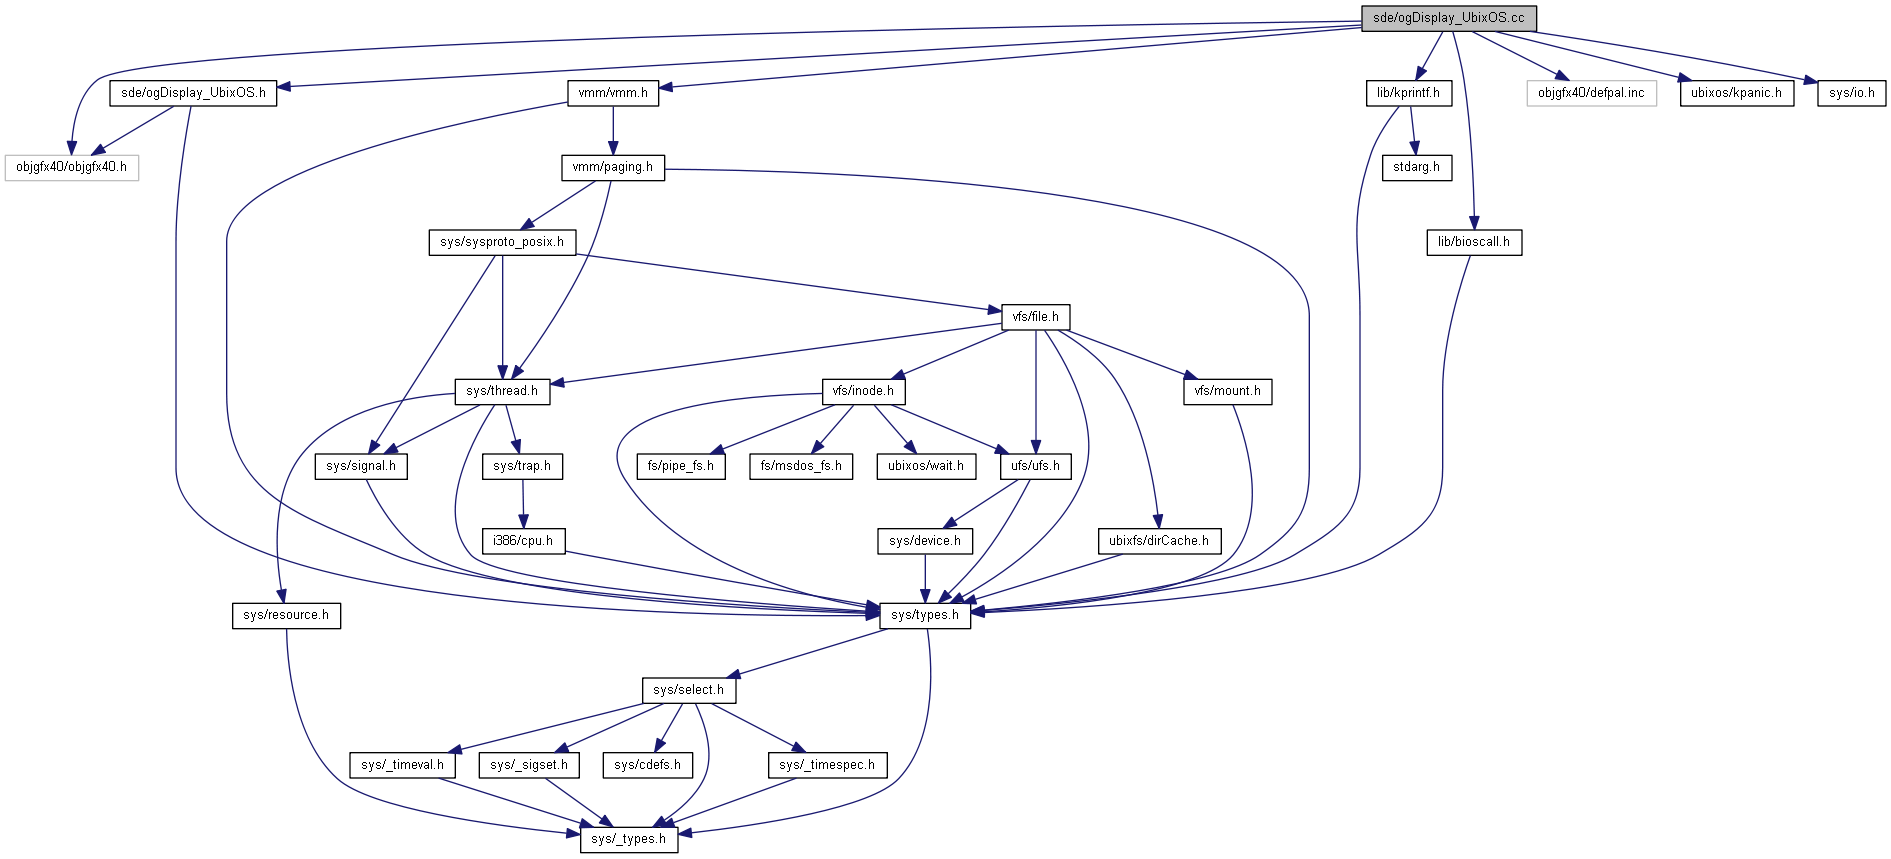 sde/ogDisplay_UbixOS.cc
sde/ogDisplay_UbixOS.h
vmm/vmm.h
lib/kprintf.h
objgfx40/defpal.inc
ubixos/kpanic.h
sys/io.h
objgfx40/objgfx40.h
vmm/paging.h
stdarg.h
sys/sysproto_posix.h
lib/bioscall.h
vfs/file.h
sys/thread.h
vfs/inode.h
vfs/mount.h
sys/signal.h
sys/trap.h
fs/pipe_fs.h
fs/msdos_fs.h
ubixos/wait.h
ufs/ufs.h
i386/cpu.h
sys/device.h
ubixfs/dirCache.h
sys/resource.h
sys/types.h
sys/select.h
sys/_timeval.h
sys/_sigset.h
sys/cdefs.h
sys/_timespec.h
sys/_types.h